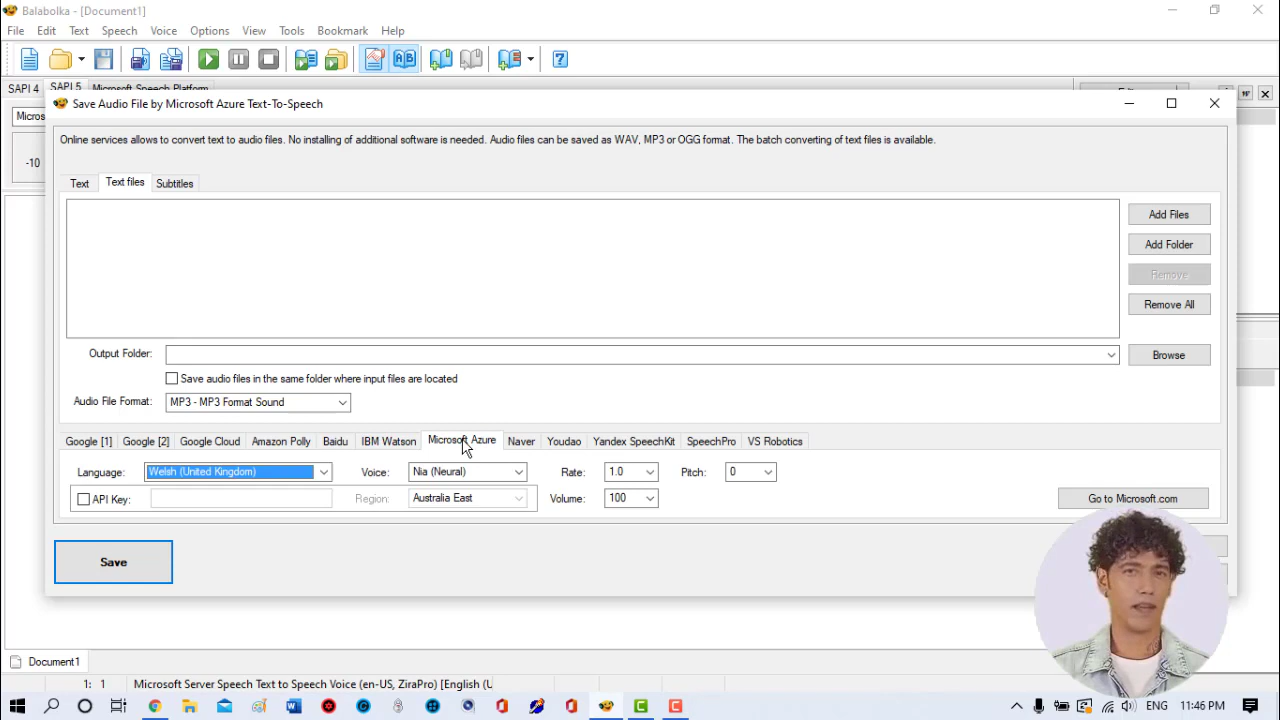 Balabolka - [Document1]
File Edit Text Speech Voice Options View Tools Bookmark Help
SAPI 4 SAPI 5 Microsoft Speech Platform
Save Audio File by Microsoft Azure Text-To-Speech
Online services allows to convert text to audio files. No installing of additional software is needed. Audio files can be saved as WAV, MP3 or OGG format. The batch converting of text files is available.
-10
Text Text files Subtitles
Add Files
Add Folder
Remove
Remove All
Output Folder: Browse
Save audio files in the same folder where input files are located
Audio File Format: MP3 - MP3 Format Sound
Google [1] Google [2] Google Cloud Amazon Polly Baidu IBM Watson Microsoft Azure Naver Youdao Yandex SpeechKit SpeechPro VS Robotics
Language: Welsh (United Kingdom) Voice: Nia (Neural) Rate: 1.0 Pitch: 0
API Key: Region: Australia East Volume: 100 Go to Microsoft.com
Save
Document1
1: 1 Microsoft Server Speech Text to Speech Voice (en-US, ZiraPro) [English (U
ENG 11:46 PM